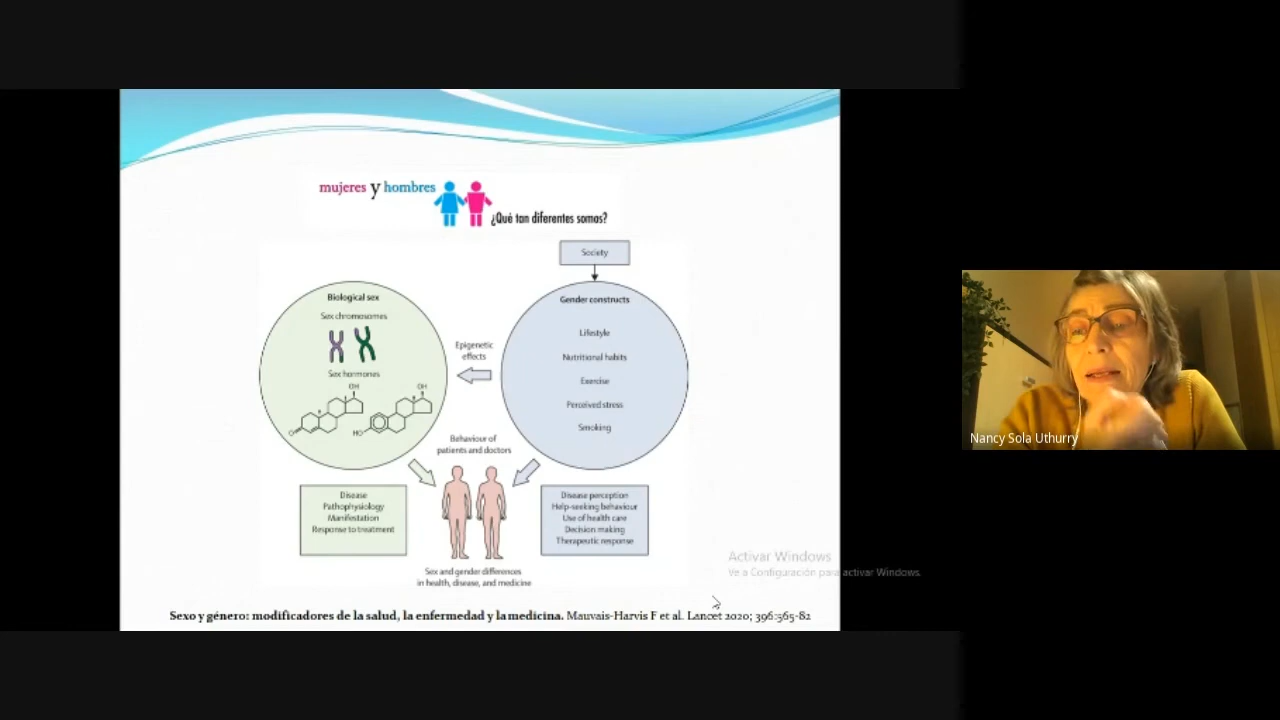 mujeres y hombres
¿Qué tan diferentes somos?
Society
Biological sex
Sex chromosomes
Sex hormones
OH
OH
O
HO
Epigenetic
effects
Gender constructs
Lifestyle
Nutritional habits
Exercise
Perceived stress
Smoking
Behaviour of
patients and doctors
Disease
Pathophysiology
Manifestation
Response to treatment
Disease perception
Help-seeking behaviour
Use of health care
Decision making
Therapeutic response
Sex and gender differences
in health, disease, and medicine
Sexo y género: modificadores de la salud, la enfermedad y la medicina. Mauvais-Harvis F et al. Lancet 2020; 396:565-82
Activar Windows
Ve a Configuración para activar Windows.
Nancy Sola Uthurry